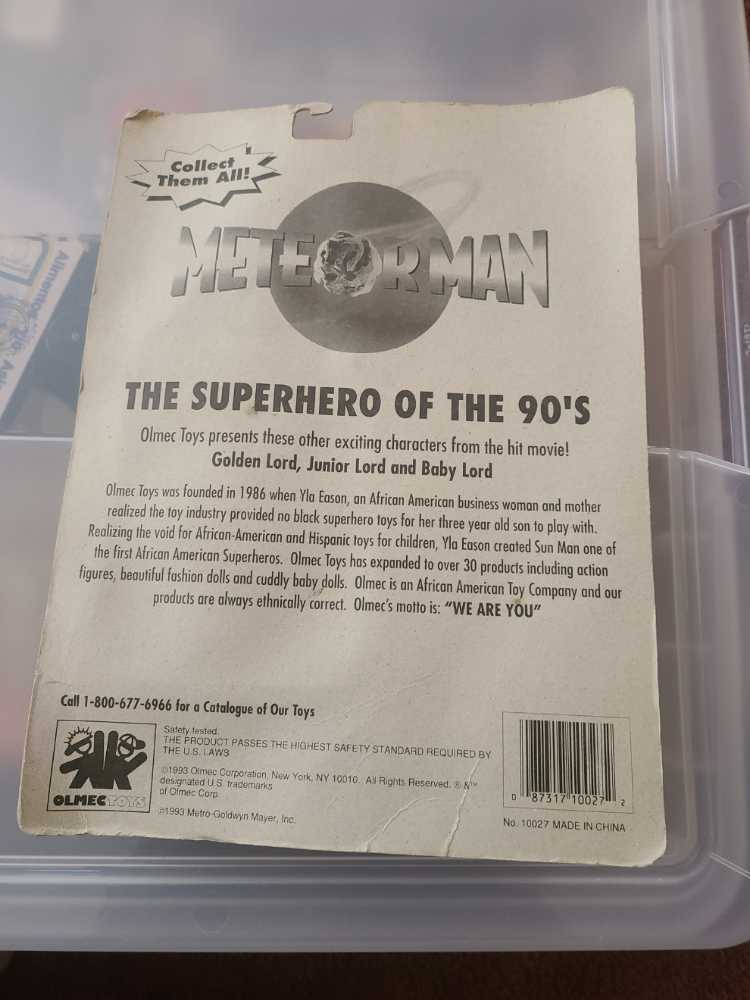 Collect
Them All!
METEORMAN
THE SUPERHERO OF THE 90'S
Olmec Toys presents these other exciting characters from the hit movie!
Golden Lord, Junior Lord and Baby Lord
Olmec Toys was founded in 1986 when Yla Eason, an African American business woman and mother
realized the toy industry provided no black superhero toys for her three year old son to play with.
Realizing the void for African-American and Hispanic toys for children, Yla Eason created Sun Man one of
the first African American Superheros. Olmec Toys has expanded to over 30 products including action
figures, beautiful fashion dolls and cuddly baby dolls. Olmec is an African American Toy Company and our
products are always ethnically correct. Olmec's motto is: "WE ARE YOU"
Call 1-800-677-6966 for a Catalogue of Our Toys
OLMEC TOYS
Safety tested.
THE PRODUCT PASSES THE HIGHEST SAFETY STANDARD REQUIRED BY
THE U.S. LAWS
©1993 Olmec Corporation, New York, NY 10010. All Rights Reserved. ® &™
designated U.S. trademarks
of Olmec Corp.
©1993 Metro-Goldwyn Mayer, Inc.
0 87317 10027 2
No. 10027 MADE IN CHINA
Alimentos